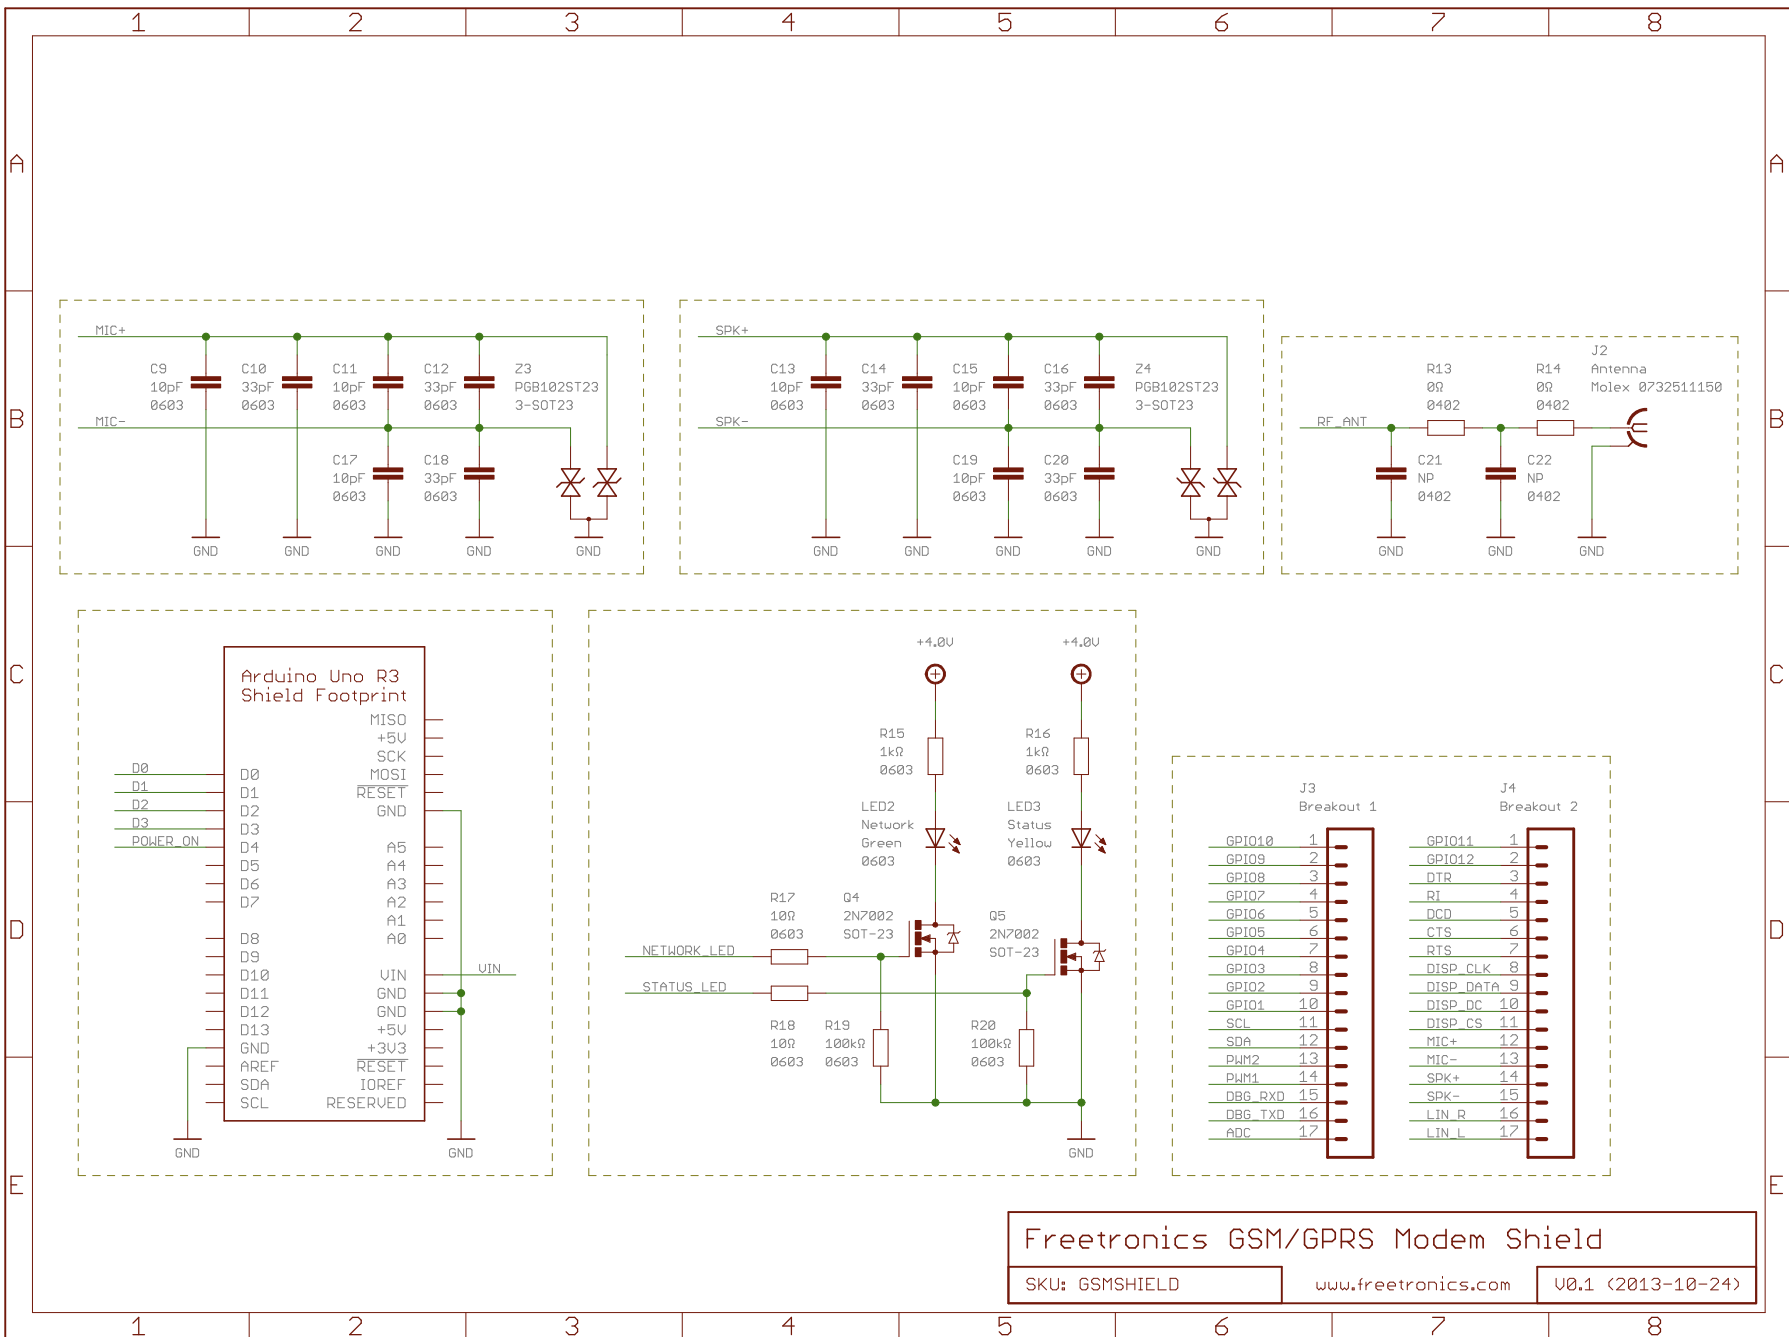 1 2 3 4 5 6 7 8
A A
MIC+
C9
10pF
0603
C10
33pF
0603
C11
10pF
0603
C12
33pF
0603
Z3
PGB102ST23
3-SOT23
MIC-
C17
10pF
0603
C18
33pF
0603
GND GND GND GND GND
SPK+
C13
10pF
0603
C14
33pF
0603
C15
10pF
0603
C16
33pF
0603
Z4
PGB102ST23
3-SOT23
SPK-
C19
10pF
0603
C20
33pF
0603
GND GND GND GND GND
J2
Antenna
Molex 0732511150
R13
0Ω
0402
R14
0Ω
0402
RF_ANT
C21
NP
0402
C22
NP
0402
GND GND GND
B B
C C
Arduino Uno R3
Shield Footprint
MISO
+5V
SCK
D0 D0 MOSI
D1 D1 RESET
D2 D2 GND
D3 D3
POWER_ON D4 A5
D5 A4
D6 A3
D7 A2
A1
D8 A0
D9
D10 VIN VIN
D11 GND
D12 GND
D13 +5V
GND +3V3
AREF RESET
SDA IOREF
SCL RESERVED
GND GND
+4.0V +4.0V
R15
1kΩ
0603
R16
1kΩ
0603
LED2
Network
Green
0603
LED3
Status
Yellow
0603
R17
10Ω
0603
Q4
2N7002
SOT-23
Q5
2N7002
SOT-23
NETWORK_LED
STATUS_LED
R18
10Ω
0603
R19
100kΩ
0603
R20
100kΩ
0603
GND
J3
Breakout 1
GPIO10 1
GPIO9 2
GPIO8 3
GPIO7 4
GPIO6 5
GPIO5 6
GPIO4 7
GPIO3 8
GPIO2 9
GPIO1 10
SCL 11
SDA 12
PWM2 13
PWM1 14
DBG_RXD 15
DBG_TXD 16
ADC 17
J4
Breakout 2
GPIO11 1
GPIO12 2
DTR 3
RI 4
DCD 5
CTS 6
RTS 7
DISP_CLK 8
DISP_DATA 9
DISP_DC 10
DISP_CS 11
MIC+ 12
MIC- 13
SPK+ 14
SPK- 15
LIN_R 16
LIN_L 17
D D
E E
Freetronics GSM/GPRS Modem Shield
SKU: GSMSHIELD www.freetronics.com V0.1 (2013-10-24)
1 2 3 4 5 6 7 8